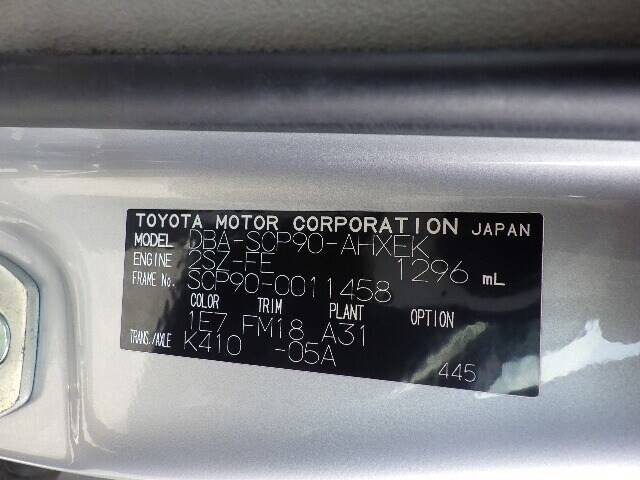 TOYOTA MOTOR CORPORATION JAPAN
MODEL DBA-SCP90-AHXEK
ENGINE 2SZ-FE 1296 mL
FRAME No. SCP90-0011458
COLOR TRIM PLANT OPTION
1E7 FM18 A31
TRANS./AXLE K410 -05A
445